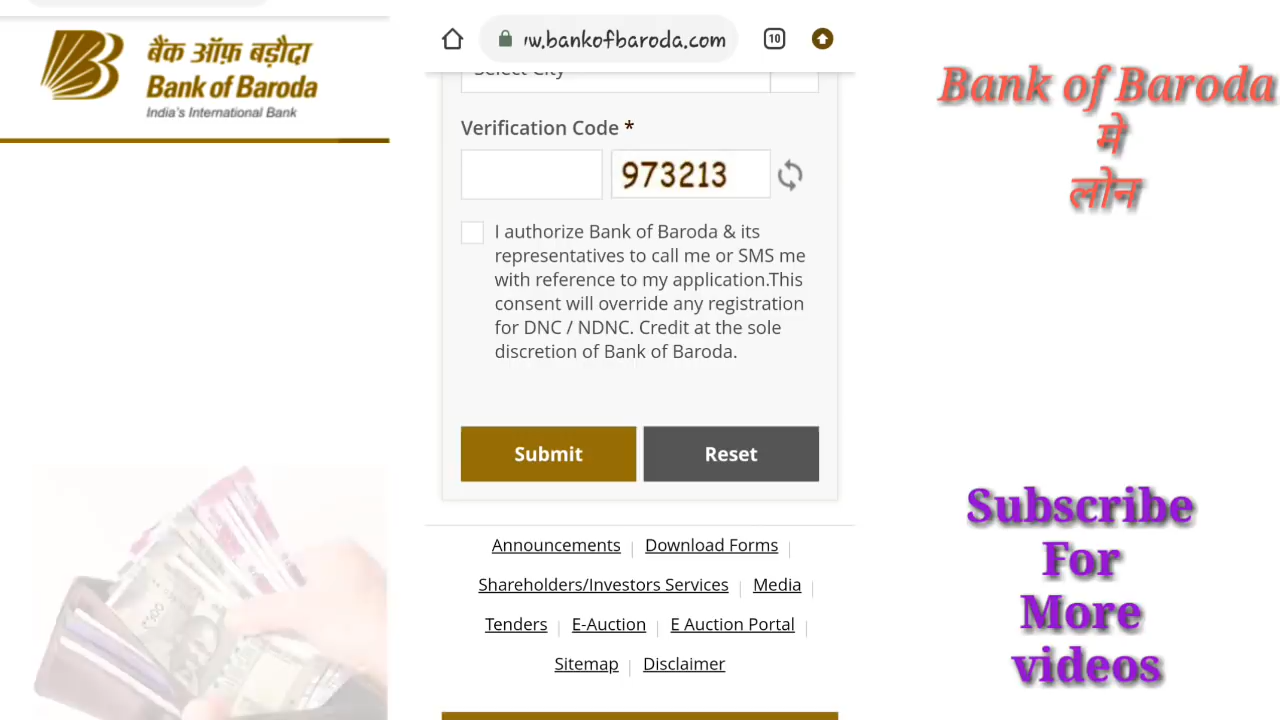 बैंक ऑफ़ बड़ौदा
Bank of Baroda
India's International Bank
w.bankofbaroda.com
10
Select City
Verification Code *
973213
I authorize Bank of Baroda & its
representatives to call me or SMS me
with reference to my application.This
consent will override any registration
for DNC / NDNC. Credit at the sole
discretion of Bank of Baroda.
Submit
Reset
Announcements
Download Forms
Shareholders/Investors Services
Media
Tenders
E-Auction
E Auction Portal
Sitemap
Disclaimer
Bank of Baroda
मे
लोन
Subscribe
For
More
videos